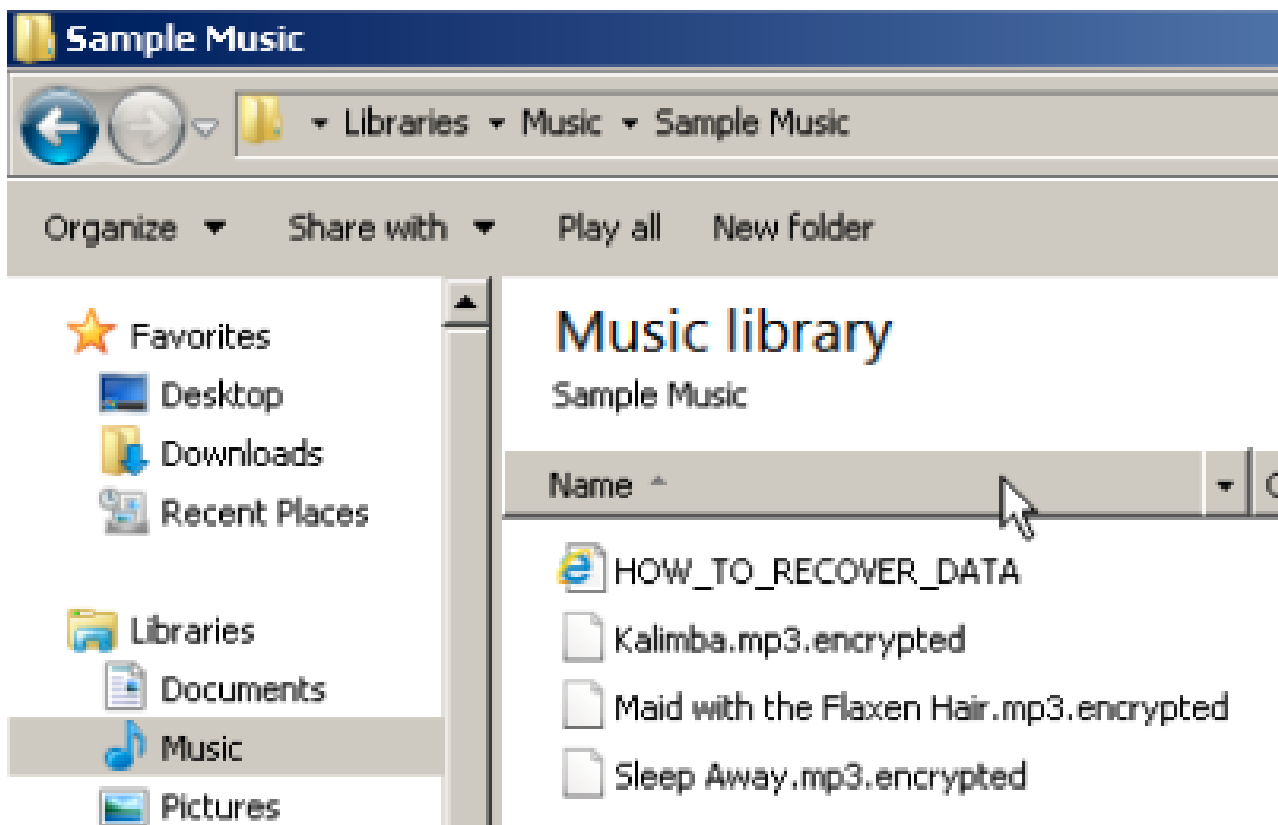 Sample Music
Libraries Music Sample Music
Organize Share with Play all New folder
Favorites
Desktop
Downloads
Recent Places
Libraries
Documents
Music
Pictures
Music library
Sample Music
Name
HOW_TO_RECOVER_DATA
Kalimba.mp3.encrypted
Maid with the Flaxen Hair.mp3.encrypted
Sleep Away.mp3.encrypted